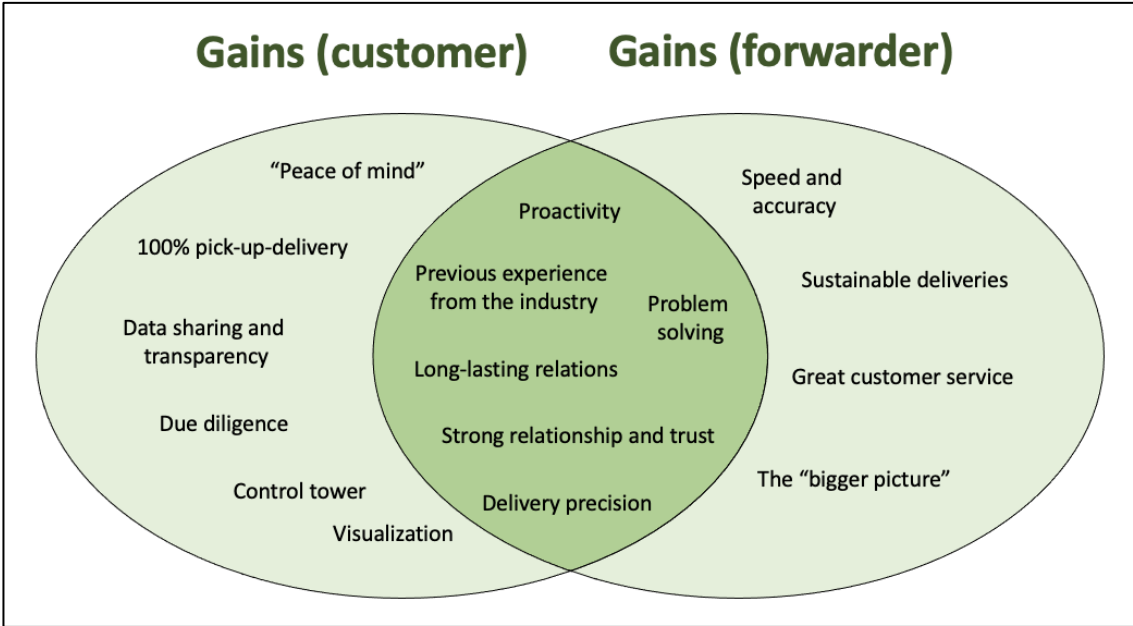 Gains (customer)
Gains (forwarder)
“Peace of mind”
100% pick-up-delivery
Data sharing and
transparency
Due diligence
Control tower
Visualization
Proactivity
Previous experience
from the industry
Problem
solving
Long-lasting relations
Strong relationship and trust
Delivery precision
Speed and
accuracy
Sustainable deliveries
Great customer service
The “bigger picture”